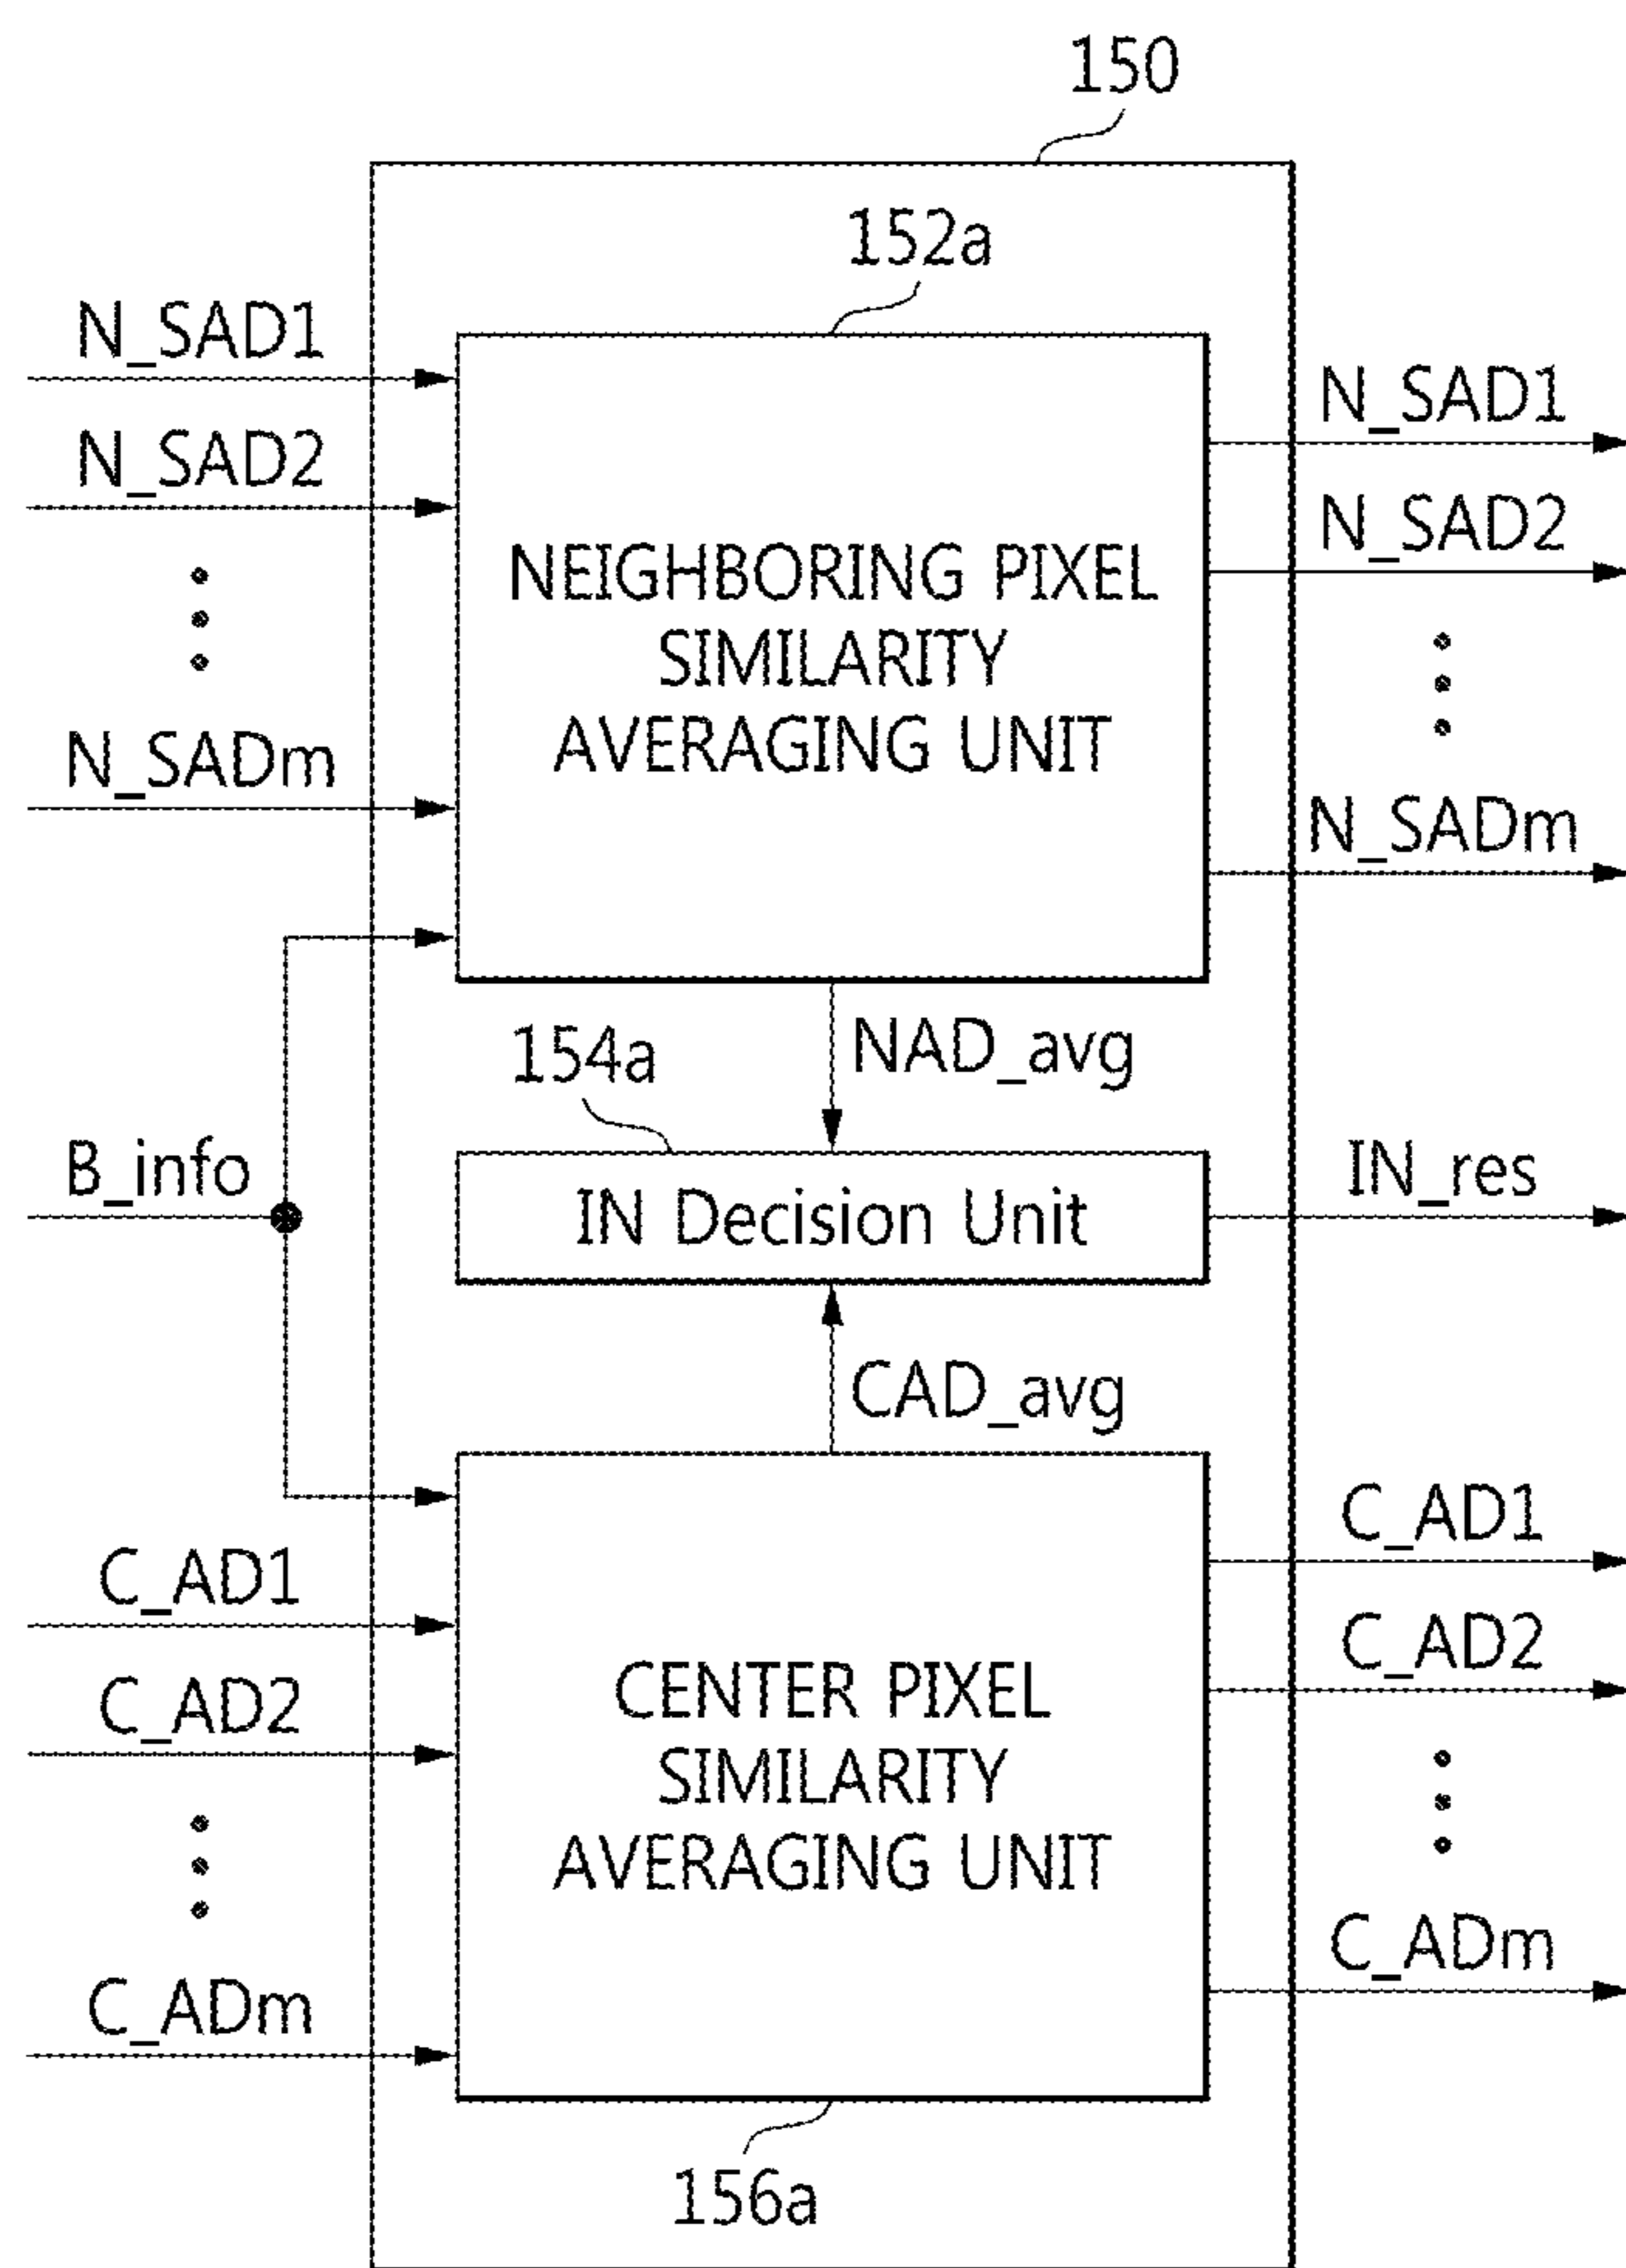 150
152a
N_SAD1
N_SAD1
N_SAD2
N_SAD2
NEIGHBORING PIXEL
SIMILARITY
AVERAGING UNIT
N_SADm
N_SADm
NAD_avg
154a
B_info
IN Decision Unit
IN_res
CAD_avg
C_AD1
C_AD1
C_AD2
C_AD2
CENTER PIXEL
SIMILARITY
AVERAGING UNIT
C_ADm
C_ADm
156a